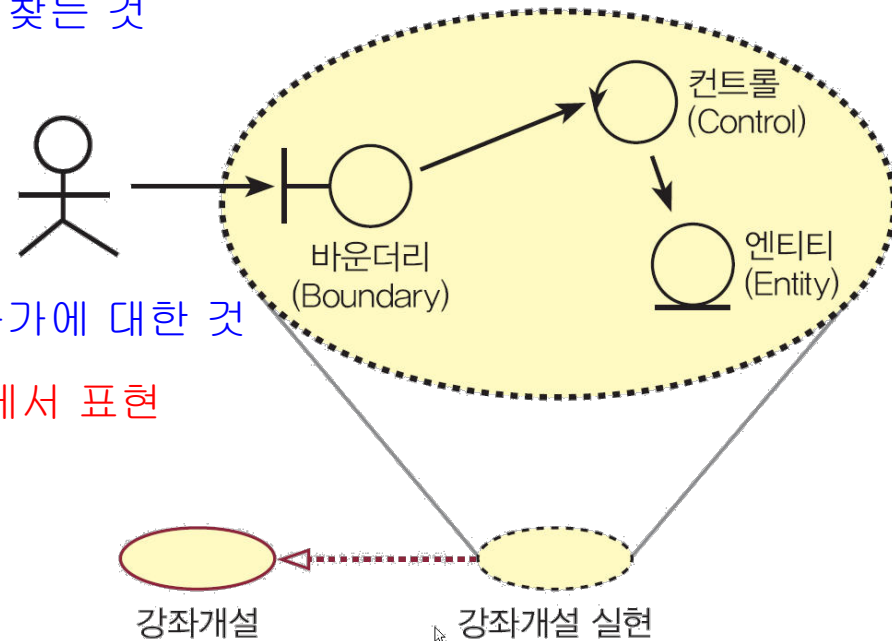 찾는 것
컨트롤
(Control)
바운더리
(Boundary)
엔티티
(Entity)
가에 대한 것
에서 표현
강좌개설
강좌개설 실현